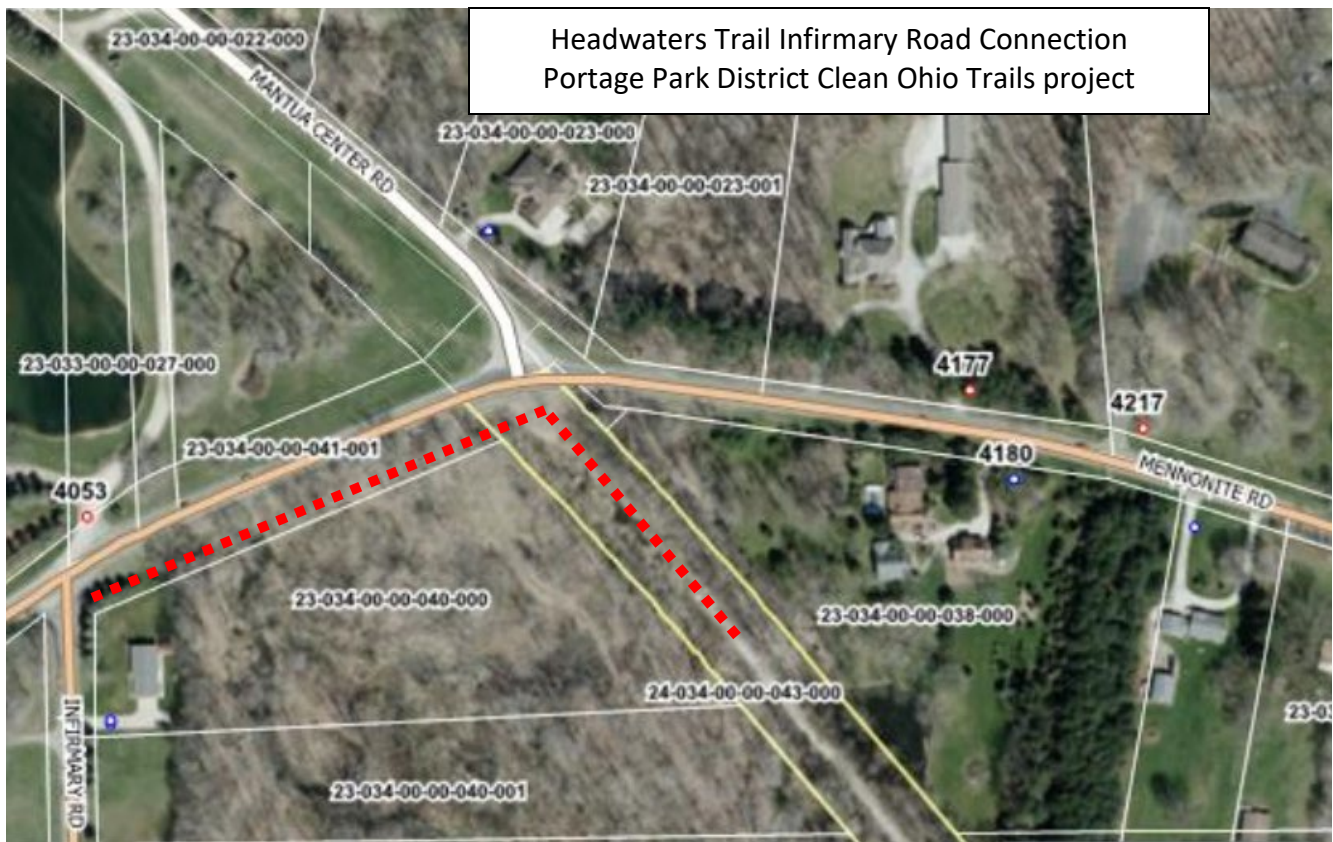 Headwaters Trail Infirmary Road Connection
Portage Park District Clean Ohio Trails project
23-034-00-00-022-000
MANTUA CENTER RD
23-034-00-00-023-000
23-034-00-00-023-001
23-033-00-00-027-000
4177
4217
23-034-00-00-041-001
4180
MENNONITE RD
4053
23-034-00-00-040-000
23-034-00-00-038-000
24-034-00-00-043-000
INFIRMARY RD
23-03
23-034-00-00-040-001